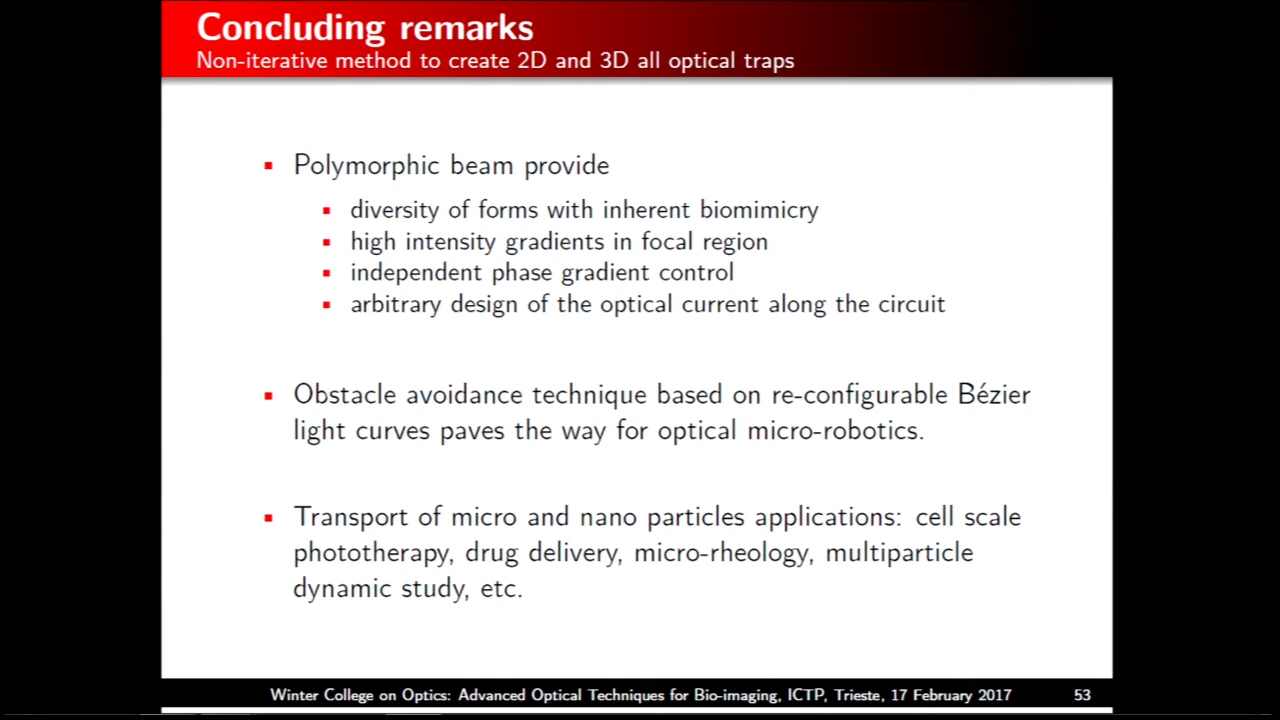 Concluding remarks
Non-iterative method to create 2D and 3D all optical traps
Polymorphic beam provide
diversity of forms with inherent biomimicry
high intensity gradients in focal region
independent phase gradient control
arbitrary design of the optical current along the circuit
Obstacle avoidance technique based on re-configurable Bézier
light curves paves the way for optical micro-robotics.
Transport of micro and nano particles applications: cell scale
phototherapy, drug delivery, micro-rheology, multiparticle
dynamic study, etc.
Winter College on Optics: Advanced Optical Techniques for Bio-imaging, ICTP, Trieste, 17 February 2017 53